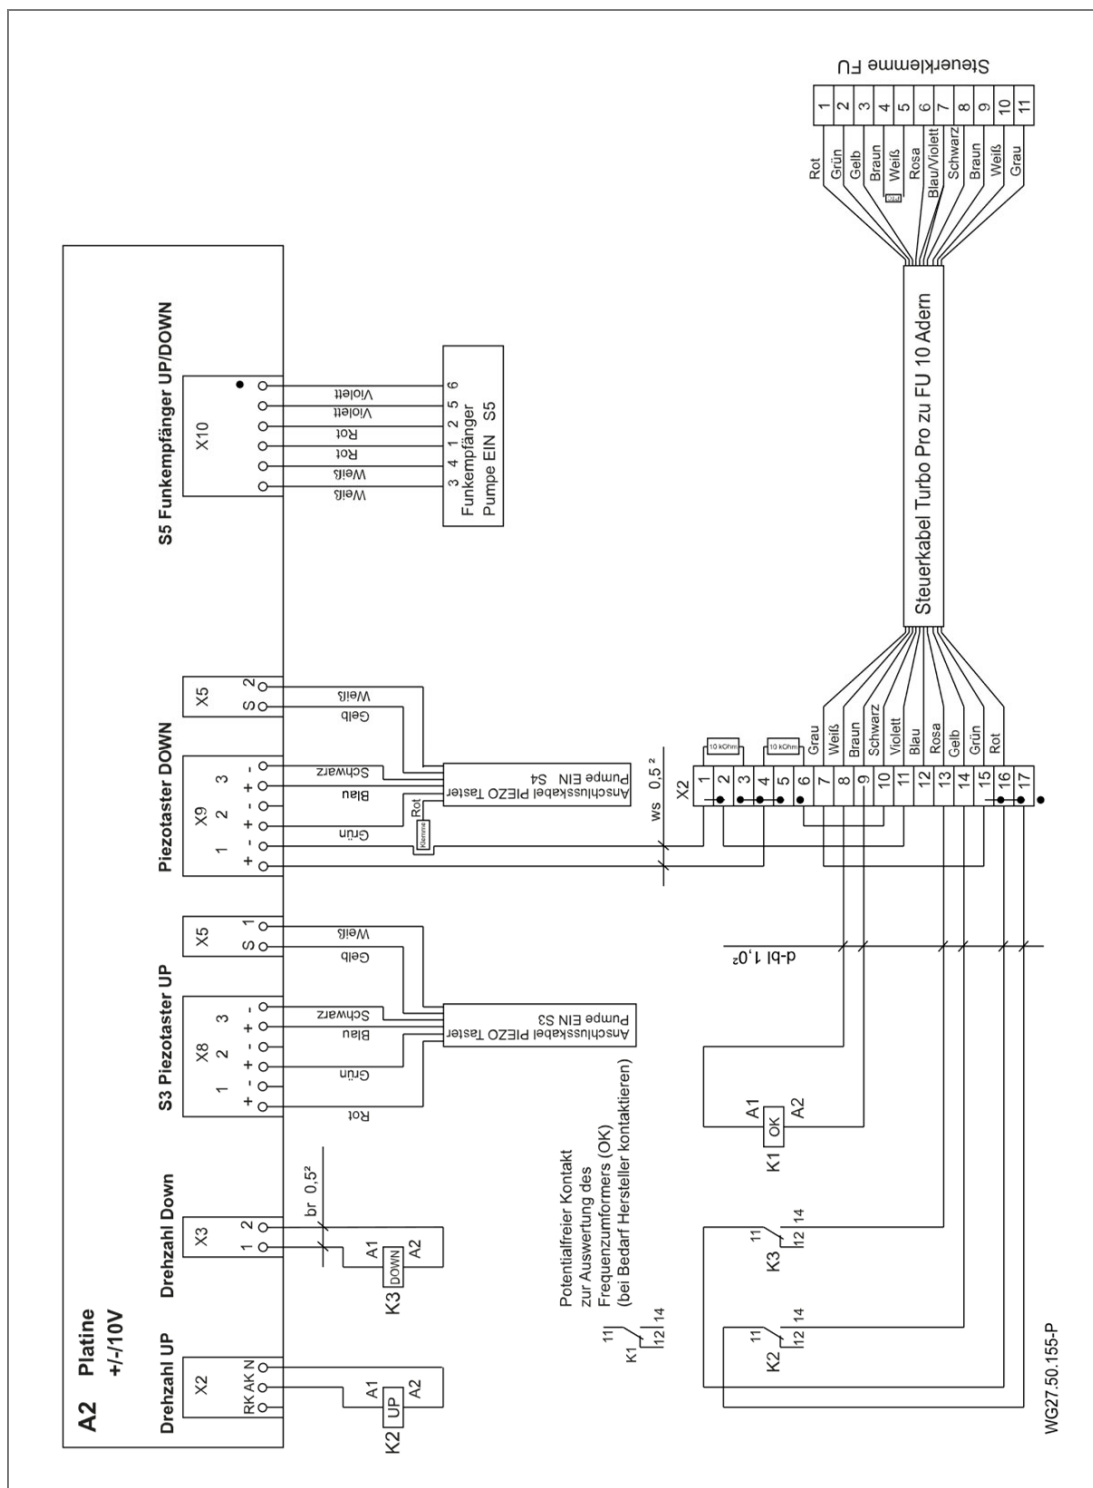 A2 Platine
+/-/10V
Drehzahl UP
X2
RK AK N
A1
A2
K2 UP
Drehzahl Down
X3
1 2
br 0,5²
A1
A2
K3 DOWN
S3 Piezotaster UP
X8
1 2 3
+ - + - + -
Rot
Grün
Blau
Schwarz
X5
S 1
Gelb
Weiß
Anschlusskabel PIEZO Taster
Pumpe EIN S3
Piezotaster DOWN
X9
1 2 3
+ - + - + -
Grün
Blau
Schwarz
X5
S 2
Gelb
Weiß
Klemme
Rot
Anschlusskabel PIEZO Taster
Pumpe EIN S4
S5 Funkempfänger UP/DOWN
X10
Weiß
Weiß
Rot
Rot
Violett
Violett
3 4 1 2 5 6
Funkempfänger
Pumpe EIN S5
ws 0,5²
Potentialfreier Kontakt
zur Auswertung des
Frequenzumformers (OK)
(bei Bedarf Hersteller kontaktieren)
11
K1
12 14
A1
K1 OK
A2
11
K3
12 14
11
K2
12 14
d-bl 1,0²
X2
1
2
3
4
5
6
7
8
9
10
11
12
13
14
15
16
17
10 kOhm
10 kOhm
Grau
Weiß
Braun
Schwarz
Violett
Blau
Rosa
Gelb
Grün
Rot
Steuerkabel Turbo Pro zu FU 10 Adern
Rot
Grün
Gelb
Braun
Weiß
Rosa
Blau/Violett
Schwarz
Braun
Weiß
Grau
1
2
3
4
5
6
7
8
9
10
11
Steuerklemme FU
WG27.50.155-P